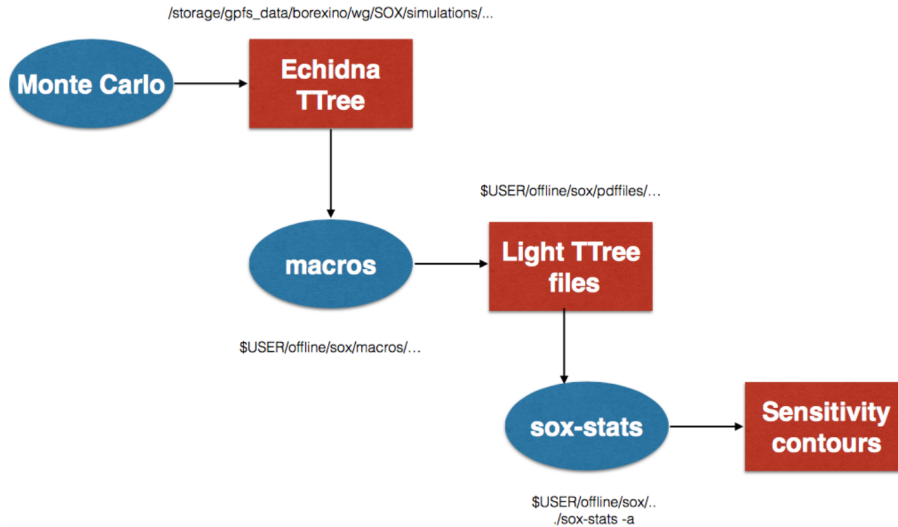 /storage/gpfs_data/borexino/wg/SOX/simulations/...
Monte Carlo
Echidna
TTree
$USER/offline/sox/pdffiles/...
macros
Light TTree
files
$USER/offline/sox/macros/...
sox-stats
Sensitivity
contours
$USER/offline/sox/..
./sox-stats -a